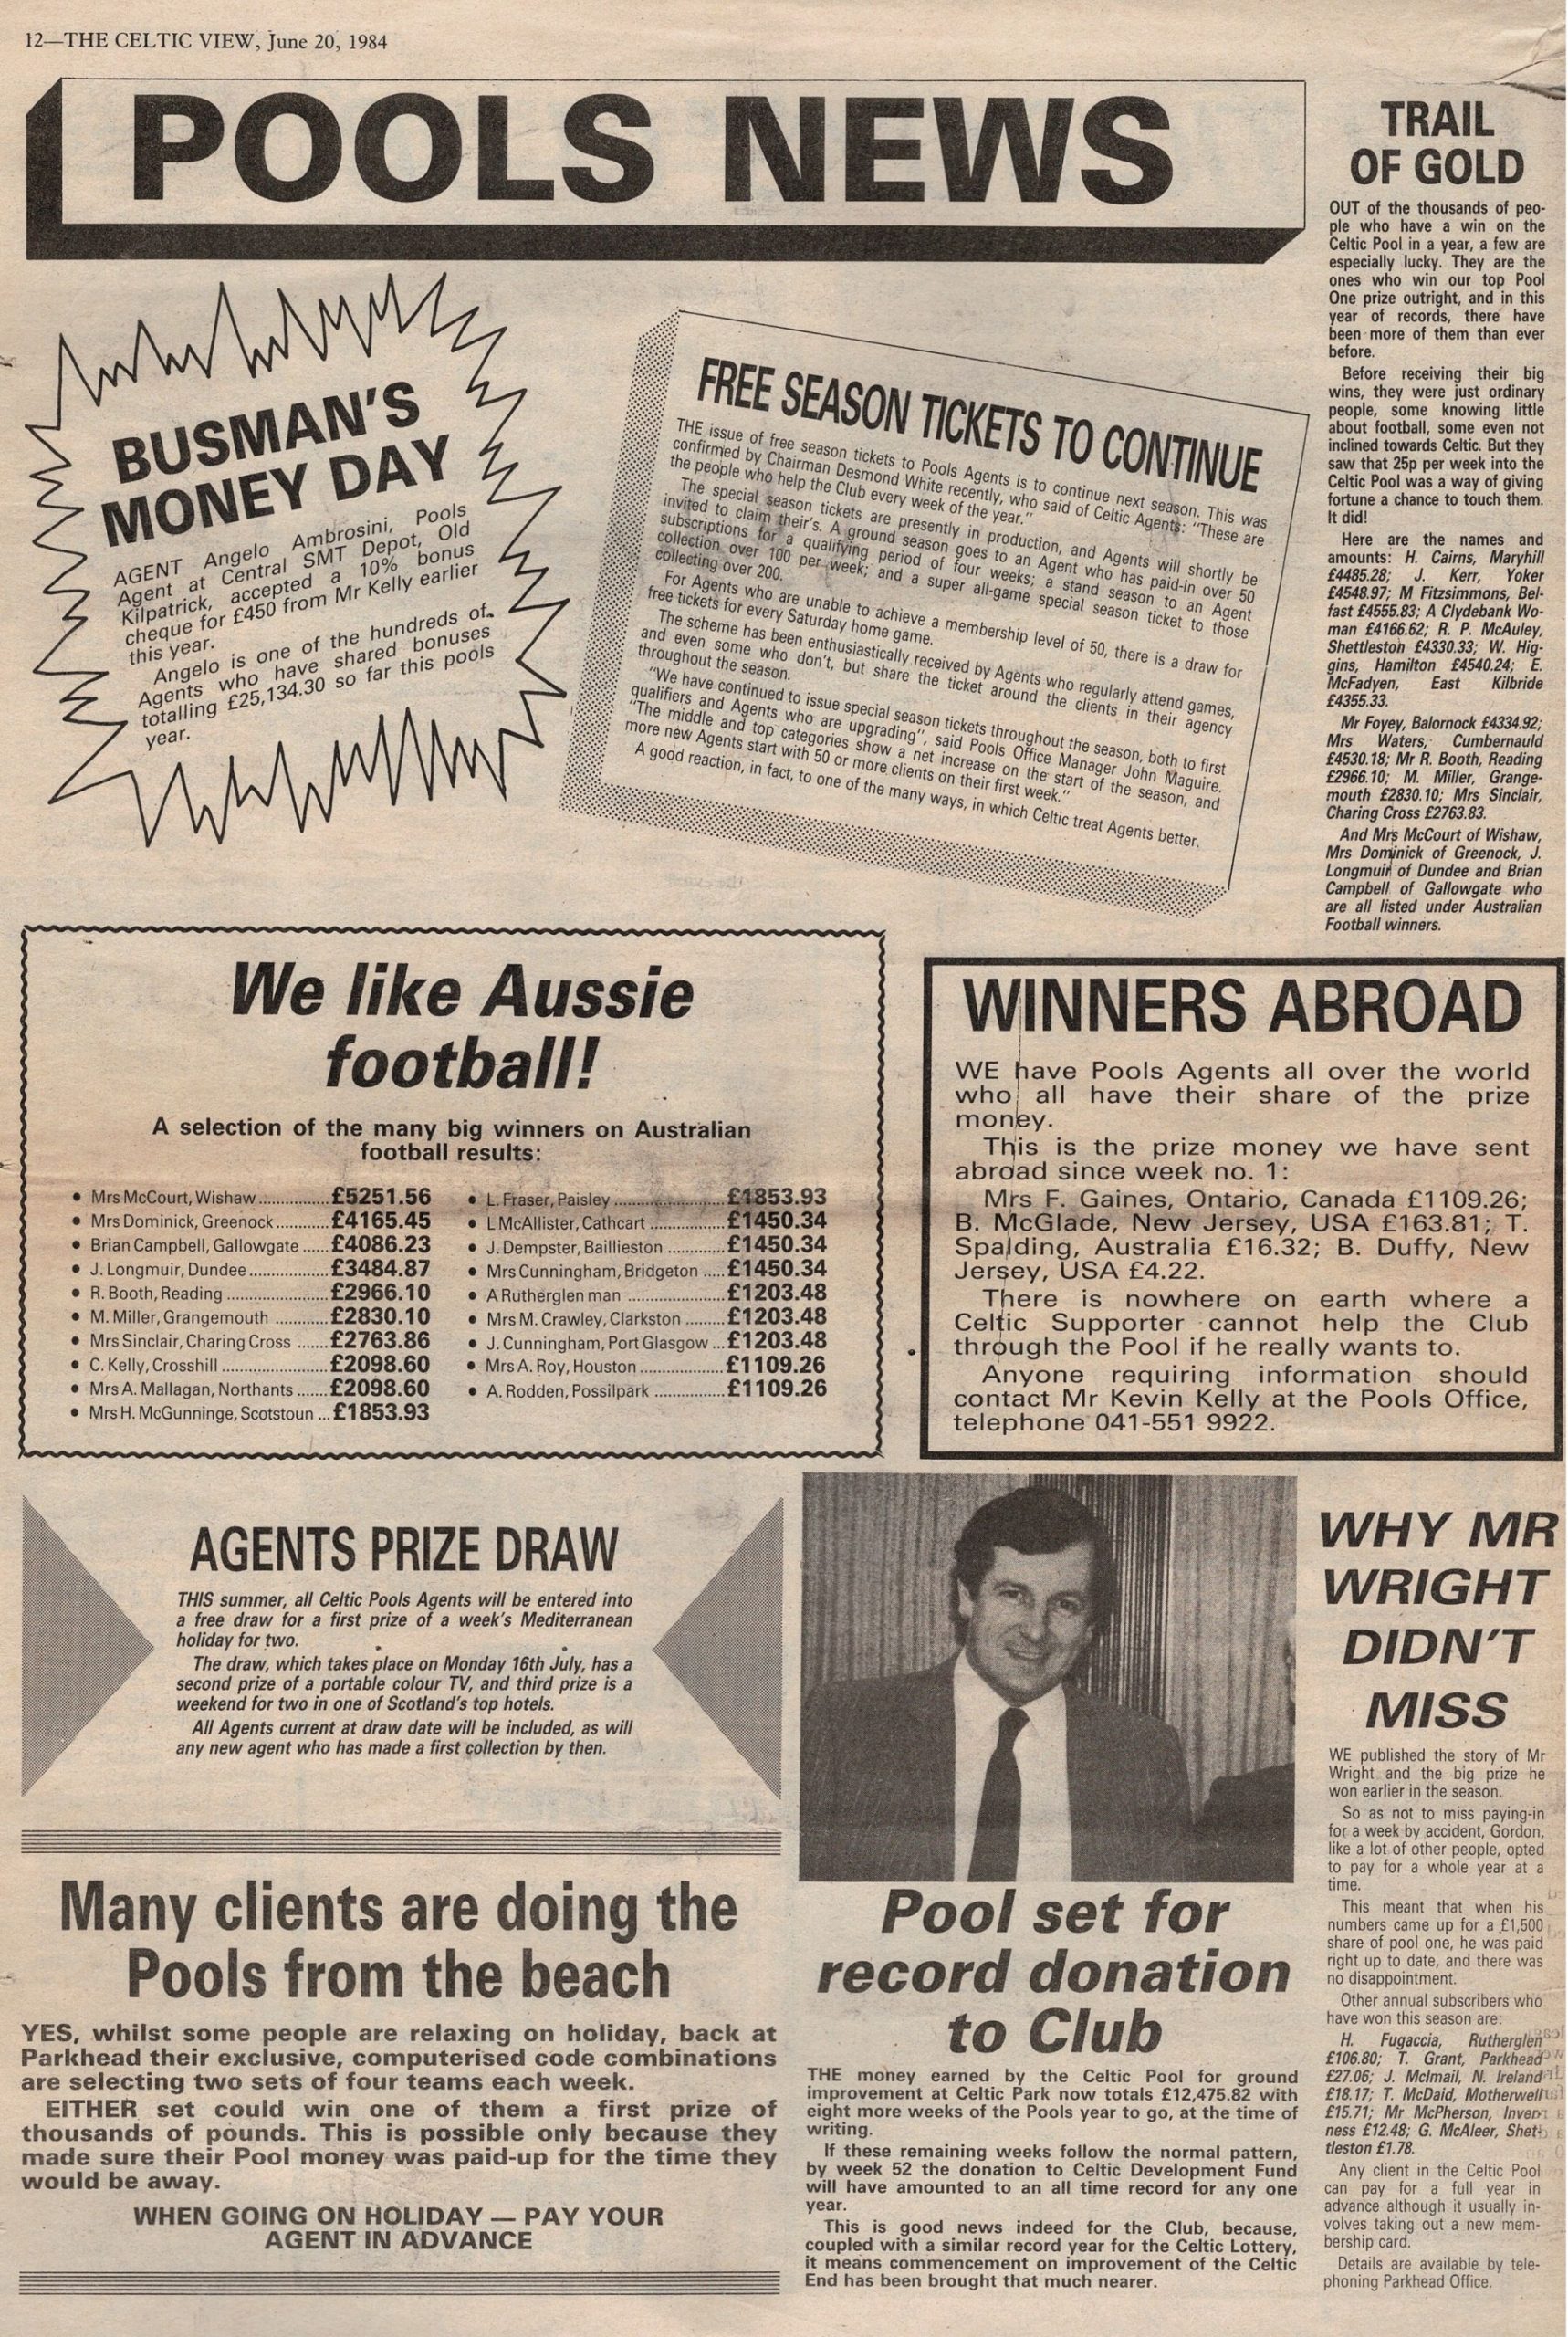 12—THE CELTIC VIEW, June 20, 1984
POOLS NEWS
BUSMAN'S
MONEY DAY
AGENT Angelo Ambrosini, Pools
Agent at Central SMT Depot, Old
Kilpatrick, accepted a 10% bonus
cheque for £450 from Mr Kelly earlier
this year.
Angelo is one of the hundreds of
Agents who have shared bonuses
totalling £25,134.30 so far this pools
year.
FREE SEASON TICKETS TO CONTINUE
THE issue of free season tickets to Pools Agents is to continue next season. This was
confirmed by Chairman Desmond White recently, who said of Celtic Agents: "These are
the people who help the Club every week of the year."
The special season tickets are presently in production, and Agents will shortly be
invited to claim their's. A ground season goes to an Agent who has paid-in over 50
subscriptions for a qualifying period of four weeks; a stand season to an Agent
collection over 100 per week; and a super all-game special season ticket to those
collecting over 200.
For Agents who are unable to achieve a membership level of 50, there is a draw for
free tickets for every Saturday home game.
The scheme has been enthusiastically received by Agents who regularly attend games,
and even some who don't, but share the ticket around the clients in their agency
throughout the season.
"We have continued to issue special season tickets throughout the season, both to first
qualifiers and Agents who are upgrading", said Pools Office Manager John Maguire.
"The middle and top categories show a net increase on the start of the season, and
more new Agents start with 50 or more clients on their first week."
A good reaction, in fact, to one of the many ways, in which Celtic treat Agents better.
TRAIL
OF GOLD
OUT of the thousands of peo-
ple who have a win on the
Celtic Pool in a year, a few are
especially lucky. They are the
ones who win our top Pool
One prize outright, and in this
year of records, there have
been more of them than ever
before.
Before receiving their big
wins, they were just ordinary
people, some knowing little
about football, some even not
inclined towards Celtic. But they
saw that 25p per week into the
Celtic Pool was a way of giving
fortune a chance to touch them.
It did!
Here are the names and
amounts: H. Cairns, Maryhill
£4485.28; J. Kerr, Yoker
£4548.97; M Fitzsimmons, Bel-
fast £4555.83; A Clydebank Wo-
man £4166.62; R. P. McAuley,
Shettleston £4330.33; W. Hig-
gins, Hamilton £4540.24; E.
McFadyen, East Kilbride
£4355.33.
Mr Foyey, Balornock £4334.92;
Mrs Waters, Cumbernauld
£4530.18; Mr R. Booth, Reading
£2966.10; M. Miller, Grange-
mouth £2830.10; Mrs Sinclair,
Charing Cross £2763.83.
And Mrs McCourt of Wishaw,
Mrs Dominick of Greenock, J.
Longmuir of Dundee and Brian
Campbell of Gallowgate who
are all listed under Australian
Football winners.
We like Aussie
football!
A selection of the many big winners on Australian
football results:
• Mrs McCourt, Wishaw..............£5251.56
• Mrs Dominick, Greenock...........£4165.45
• Brian Campbell, Gallowgate......£4086.23
• J. Longmuir, Dundee.................£3484.87
• R. Booth, Reading......................£2966.10
• M. Miller, Grangemouth...........£2830.10
• Mrs Sinclair, Charing Cross.......£2763.86
• C. Kelly, Crosshill.......................£2098.60
• Mrs A. Mallagan, Northants.......£2098.60
• Mrs H. McGunninge, Scotstoun...£1853.93
• L. Fraser, Paisley........................£1853.93
• L McAllister, Cathcart................£1450.34
• J. Dempster, Baillieston............£1450.34
• Mrs Cunningham, Bridgeton.....£1450.34
• A Rutherglen man.....................£1203.48
• Mrs M. Crawley, Clarkston........£1203.48
• J. Cunningham, Port Glasgow...£1203.48
• Mrs A. Roy, Houston..................£1109.26
• A. Rodden, Possilpark...............£1109.26
WINNERS ABROAD
WE have Pools Agents all over the world
who all have their share of the prize
money.
This is the prize money we have sent
abroad since week no. 1:
Mrs F. Gaines, Ontario, Canada £1109.26;
B. McGlade, New Jersey, USA £163.81; T.
Spalding, Australia £16.32; B. Duffy, New
Jersey, USA £4.22.
There is nowhere on earth where a
Celtic Supporter cannot help the Club
through the Pool if he really wants to.
Anyone requiring information should
contact Mr Kevin Kelly at the Pools Office,
telephone 041-551 9922.
AGENTS PRIZE DRAW
THIS summer, all Celtic Pools Agents will be entered into
a free draw for a first prize of a week's Mediterranean
holiday for two.
The draw, which takes place on Monday 16th July, has a
second prize of a portable colour TV, and third prize is a
weekend for two in one of Scotland's top hotels.
All Agents current at draw date will be included, as will
any new agent who has made a first collection by then.
Many clients are doing the
Pools from the beach
YES, whilst some people are relaxing on holiday, back at
Parkhead their exclusive, computerised code combinations
are selecting two sets of four teams each week.
EITHER set could win one of them a first prize of
thousands of pounds. This is possible only because they
made sure their Pool money was paid-up for the time they
would be away.
WHEN GOING ON HOLIDAY — PAY YOUR
AGENT IN ADVANCE
Pool set for
record donation
to Club
THE money earned by the Celtic Pool for ground
improvement at Celtic Park now totals £12,475.82 with
eight more weeks of the Pools year to go, at the time of
writing.
If these remaining weeks follow the normal pattern,
by week 52 the donation to Celtic Development Fund
will have amounted to an all time record for any one
year.
This is good news indeed for the Club, because,
coupled with a similar record year for the Celtic Lottery,
it means commencement on improvement of the Celtic
End has been brought that much nearer.
WHY MR
WRIGHT
DIDN'T
MISS
WE published the story of Mr
Wright and the big prize he
won earlier in the season.
So as not to miss paying-in
for a week by accident, Gordon,
like a lot of other people, opted
to pay for a whole year at a
time.
This meant that when his
numbers came up for a £1,500
share of pool one, he was paid
right up to date, and there was
no disappointment.
Other annual subscribers who
have won this season are:
H. Fugaccia, Rutherglen
£106.80; T. Grant, Parkhead
£27.06; J. McImail, N. Ireland
£18.17; T. McDaid, Motherwell
£15.71; Mr McPherson, Inver-
ness £12.48; G. McAleer, Shet-
tleston £1.78.
Any client in the Celtic Pool
can pay for a full year in
advance although it usually in-
volves taking out a new mem-
bership card.
Details are available by tele-
phoning Parkhead Office.